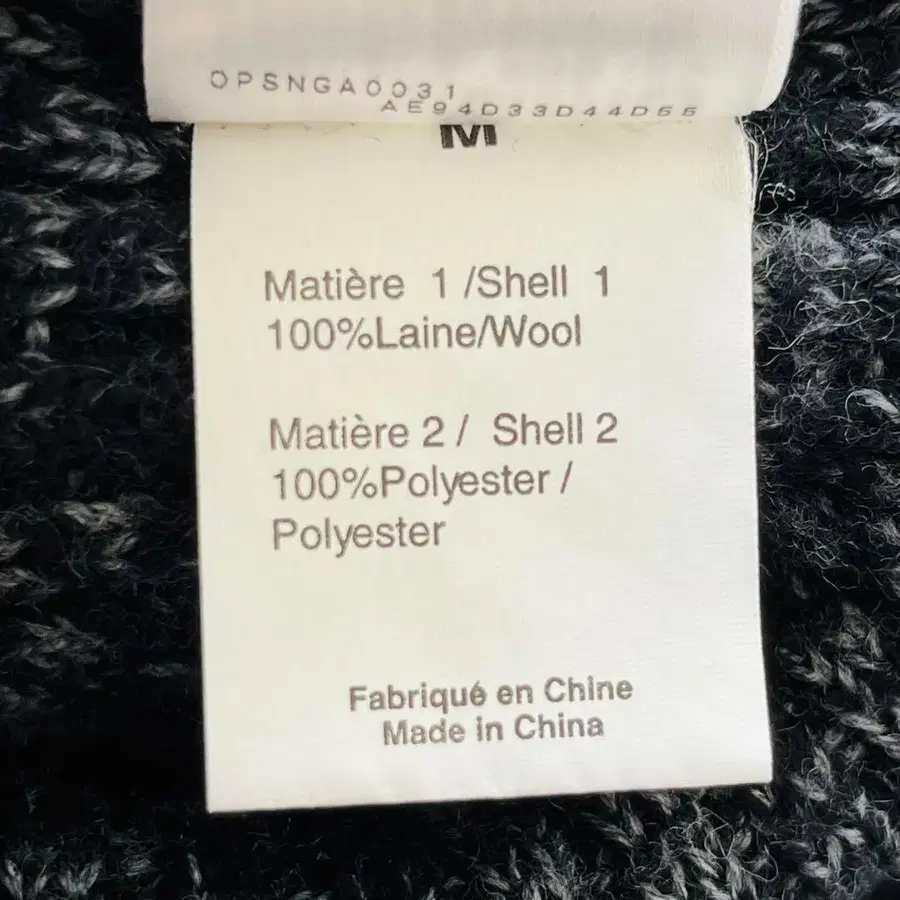 OPSNGA0031
AE94D33D44D55
M
Matière 1 /Shell 1
100%Laine/Wool
Matière 2 / Shell 2
100%Polyester /
Polyester
Fabriqué en Chine
Made in China